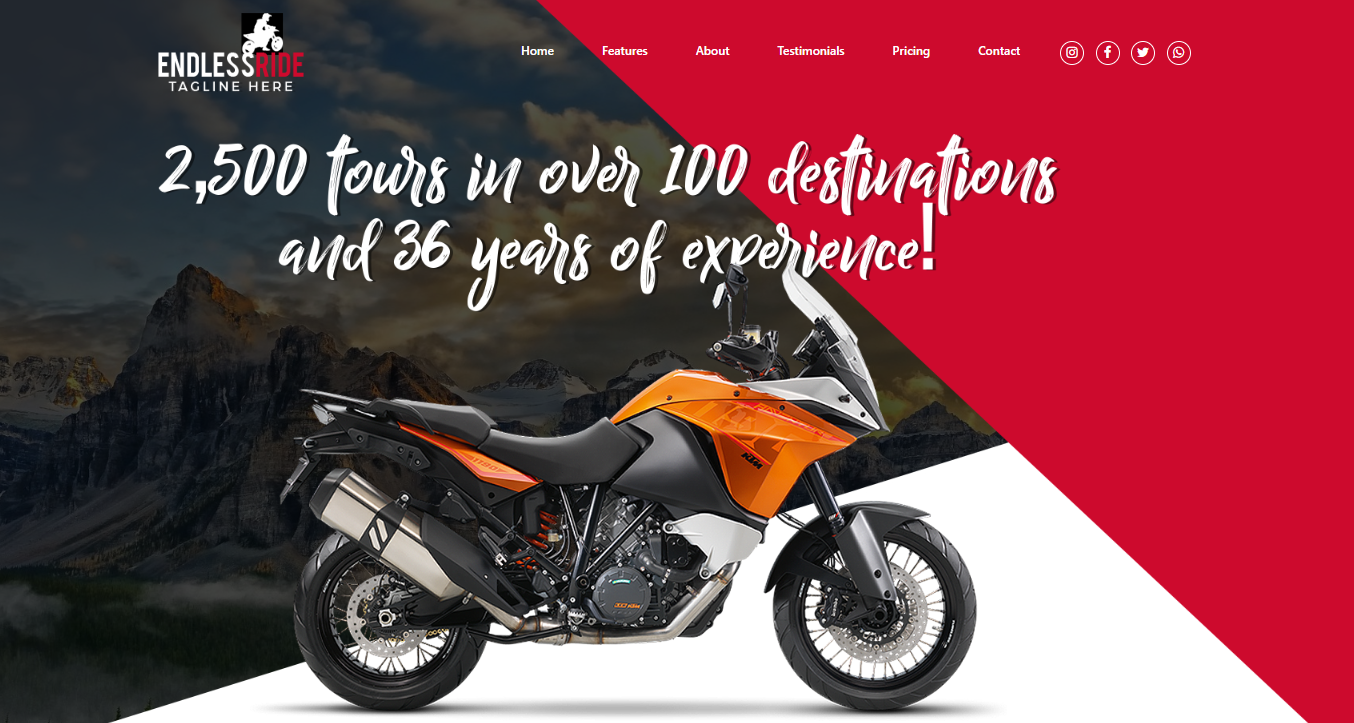 ENDLESSRIDE
TAGLINE HERE
Home Features About Testimonials Pricing Contact
2,500 tours in over 100 destinations
and 36 years of experience!
1190
KTM